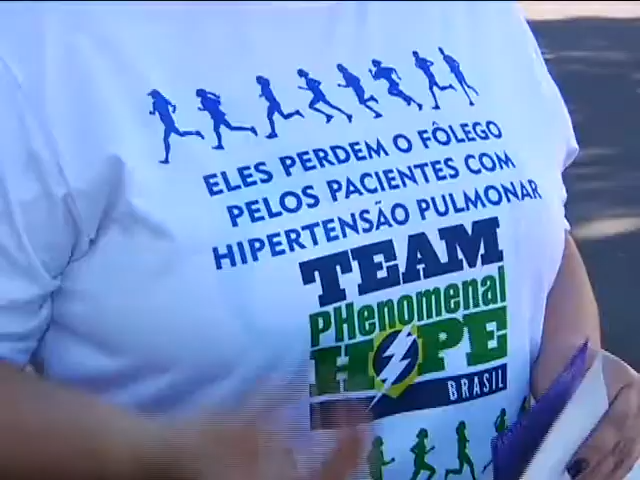 ELES PERDEM O FÔLEGO
PELOS PACIENTES COM
HIPERTENSÃO PULMONAR
TEAM
PHenomenal
HOPE
BRASIL